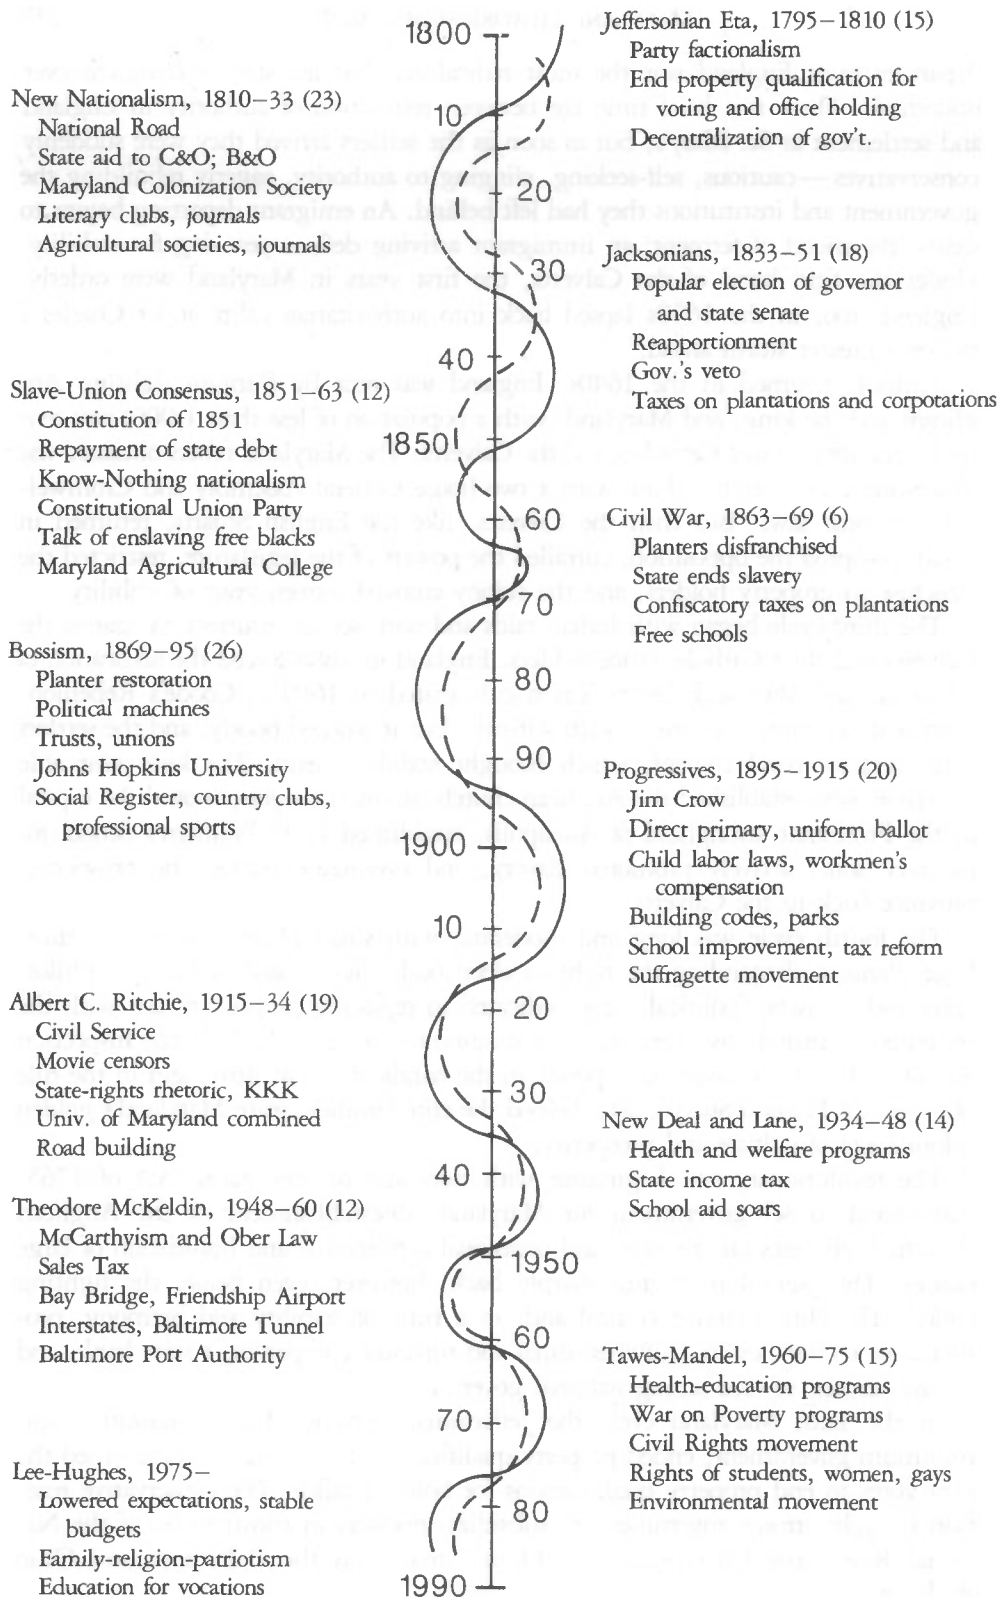 Jeffersonian Eta, 1795–1810 (15)
Party factionalism
End property qualification for
voting and office holding
Decentralization of gov't.
New Nationalism, 1810–33 (23)
National Road
State aid to C&O; B&O
Maryland Colonization Society
Literary clubs, journals
Agricultural societies, journals
Jacksonians, 1833–51 (18)
Popular election of governor
and state senate
Reapportionment
Gov.'s veto
Taxes on plantations and corpotations
Slave-Union Consensus, 1851–63 (12)
Constitution of 1851
Repayment of state debt
Know-Nothing nationalism
Constitutional Union Party
Talk of enslaving free blacks
Maryland Agricultural College
Civil War, 1863–69 (6)
Planters disfranchised
State ends slavery
Confiscatory taxes on plantations
Free schools
Bossism, 1869–95 (26)
Planter restoration
Political machines
Trusts, unions
Johns Hopkins University
Social Register, country clubs,
professional sports
Progressives, 1895–1915 (20)
Jim Crow
Direct primary, uniform ballot
Child labor laws, workmen's
compensation
Building codes, parks
School improvement, tax reform
Suffragette movement
Albert C. Ritchie, 1915–34 (19)
Civil Service
Movie censors
State-rights rhetoric, KKK
Univ. of Maryland combined
Road building
New Deal and Lane, 1934–48 (14)
Health and welfare programs
State income tax
School aid soars
Theodore McKeldin, 1948–60 (12)
McCarthyism and Ober Law
Sales Tax
Bay Bridge, Friendship Airport
Interstates, Baltimore Tunnel
Baltimore Port Authority
Tawes-Mandel, 1960–75 (15)
Health-education programs
War on Poverty programs
Civil Rights movement
Rights of students, women, gays
Environmental movement
Lee-Hughes, 1975–
Lowered expectations, stable
budgets
Family-religion-patriotism
Education for vocations
1800
10
20
30
40
1850
60
70
80
90
1900
10
20
30
40
1950
60
70
80
1990